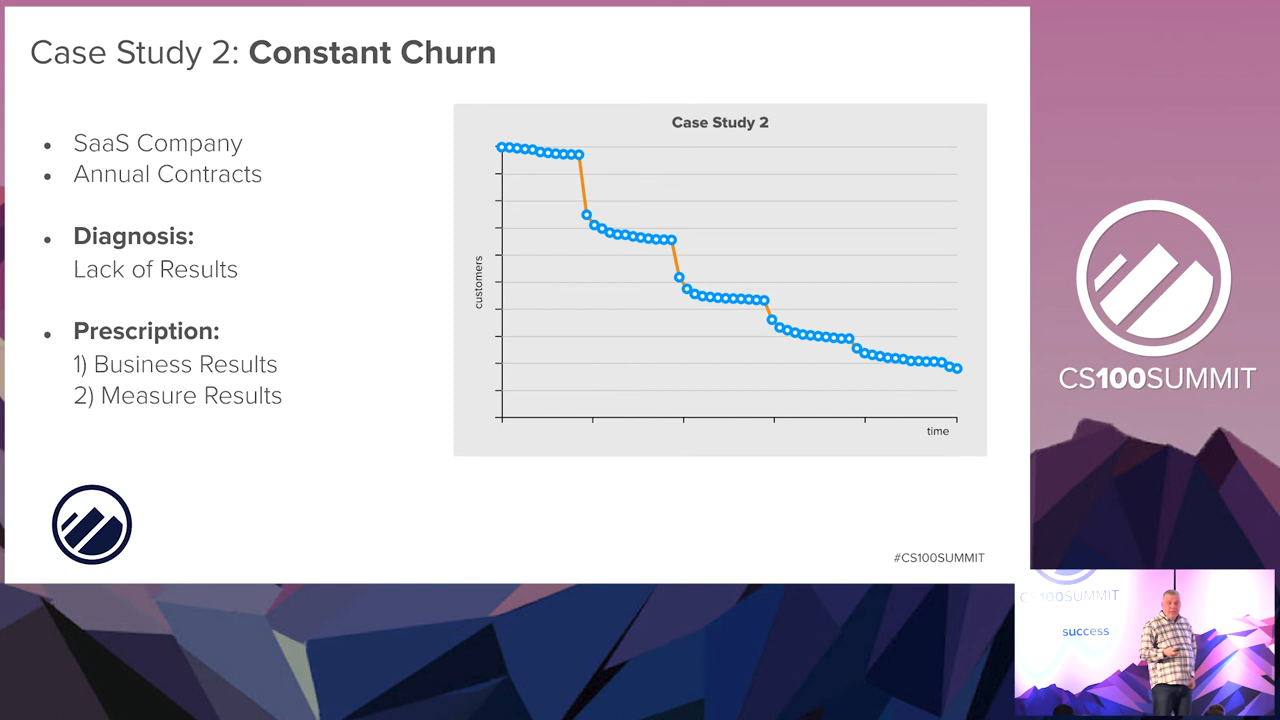 Case Study 2: Constant Churn
SaaS Company
Annual Contracts
Diagnosis:
Lack of Results
Prescription:
1) Business Results
2) Measure Results
Case Study 2
customers
time
#CS100SUMMIT
CS100SUMMIT
CS100SUMMIT
success